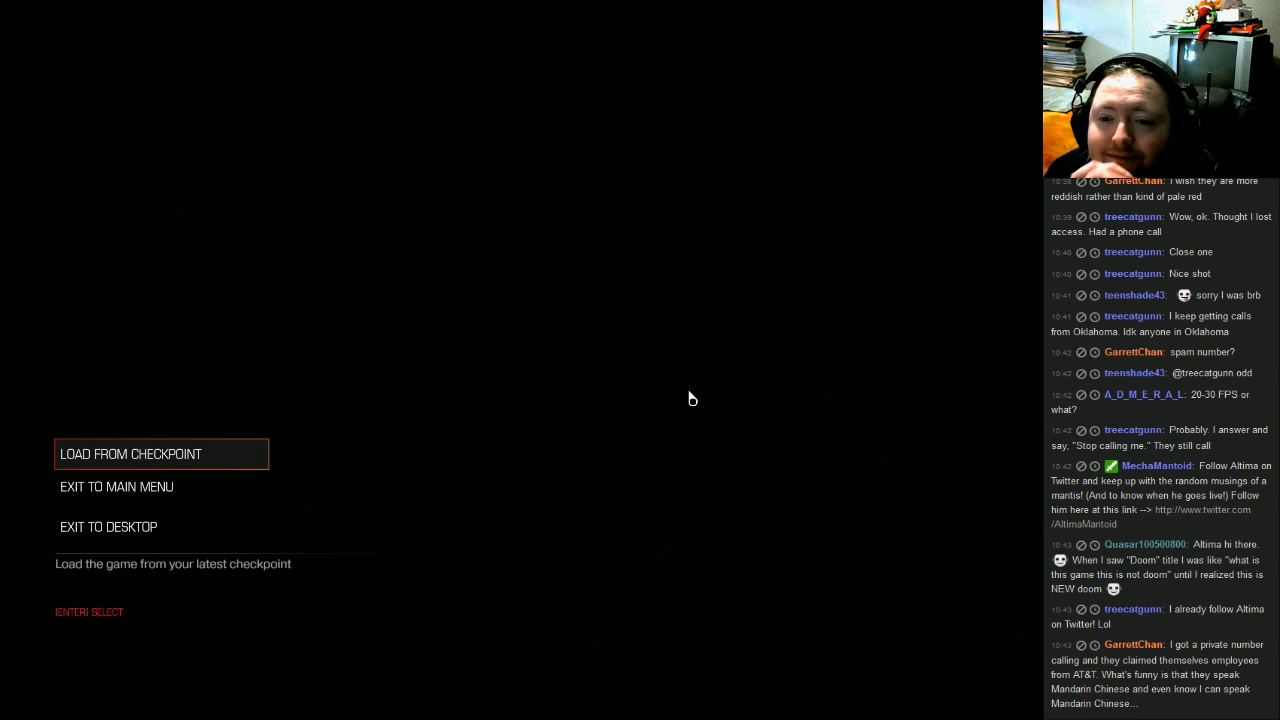 LOAD FROM CHECKPOINT
EXIT TO MAIN MENU
EXIT TO DESKTOP
Load the game from your latest checkpoint
[ENTER] SELECT
10:38 GarrettChan: I wish they are more
reddish rather than kind of pale red
10:39 treecatgunn: Wow, ok. Thought I lost
access. Had a phone call
10:40 treecatgunn: Close one
10:40 treecatgunn: Nice shot
10:41 teenshade43: sorry I was brb
10:41 treecatgunn: I keep getting calls
from Oklahoma. Idk anyone in Oklahoma
10:42 GarrettChan: spam number?
10:42 teenshade43: @treecatgunn odd
10:42 A_D_M_E_R_A_L: 20-30 FPS or
what?
10:42 treecatgunn: Probably. I answer and
say, "Stop calling me." They still call
10:42 MechaMantoid: Follow Altima on
Twitter and keep up with the random musings of a
mantis! (And to know when he goes live!) Follow
him here at this link --> http://www.twitter.com
/AltimaMantoid
10:43 Quasar100500800: Altima hi there.
When I saw "Doom" title I was like "what is
this game this is not doom" until I realized this is
NEW doom
10:43 treecatgunn: I already follow Altima
on Twitter! Lol
10:43 GarrettChan: I got a private number
calling and they claimed themselves employees
from AT&T. What's funny is that they speak
Mandarin Chinese and even know I can speak
Mandarin Chinese...